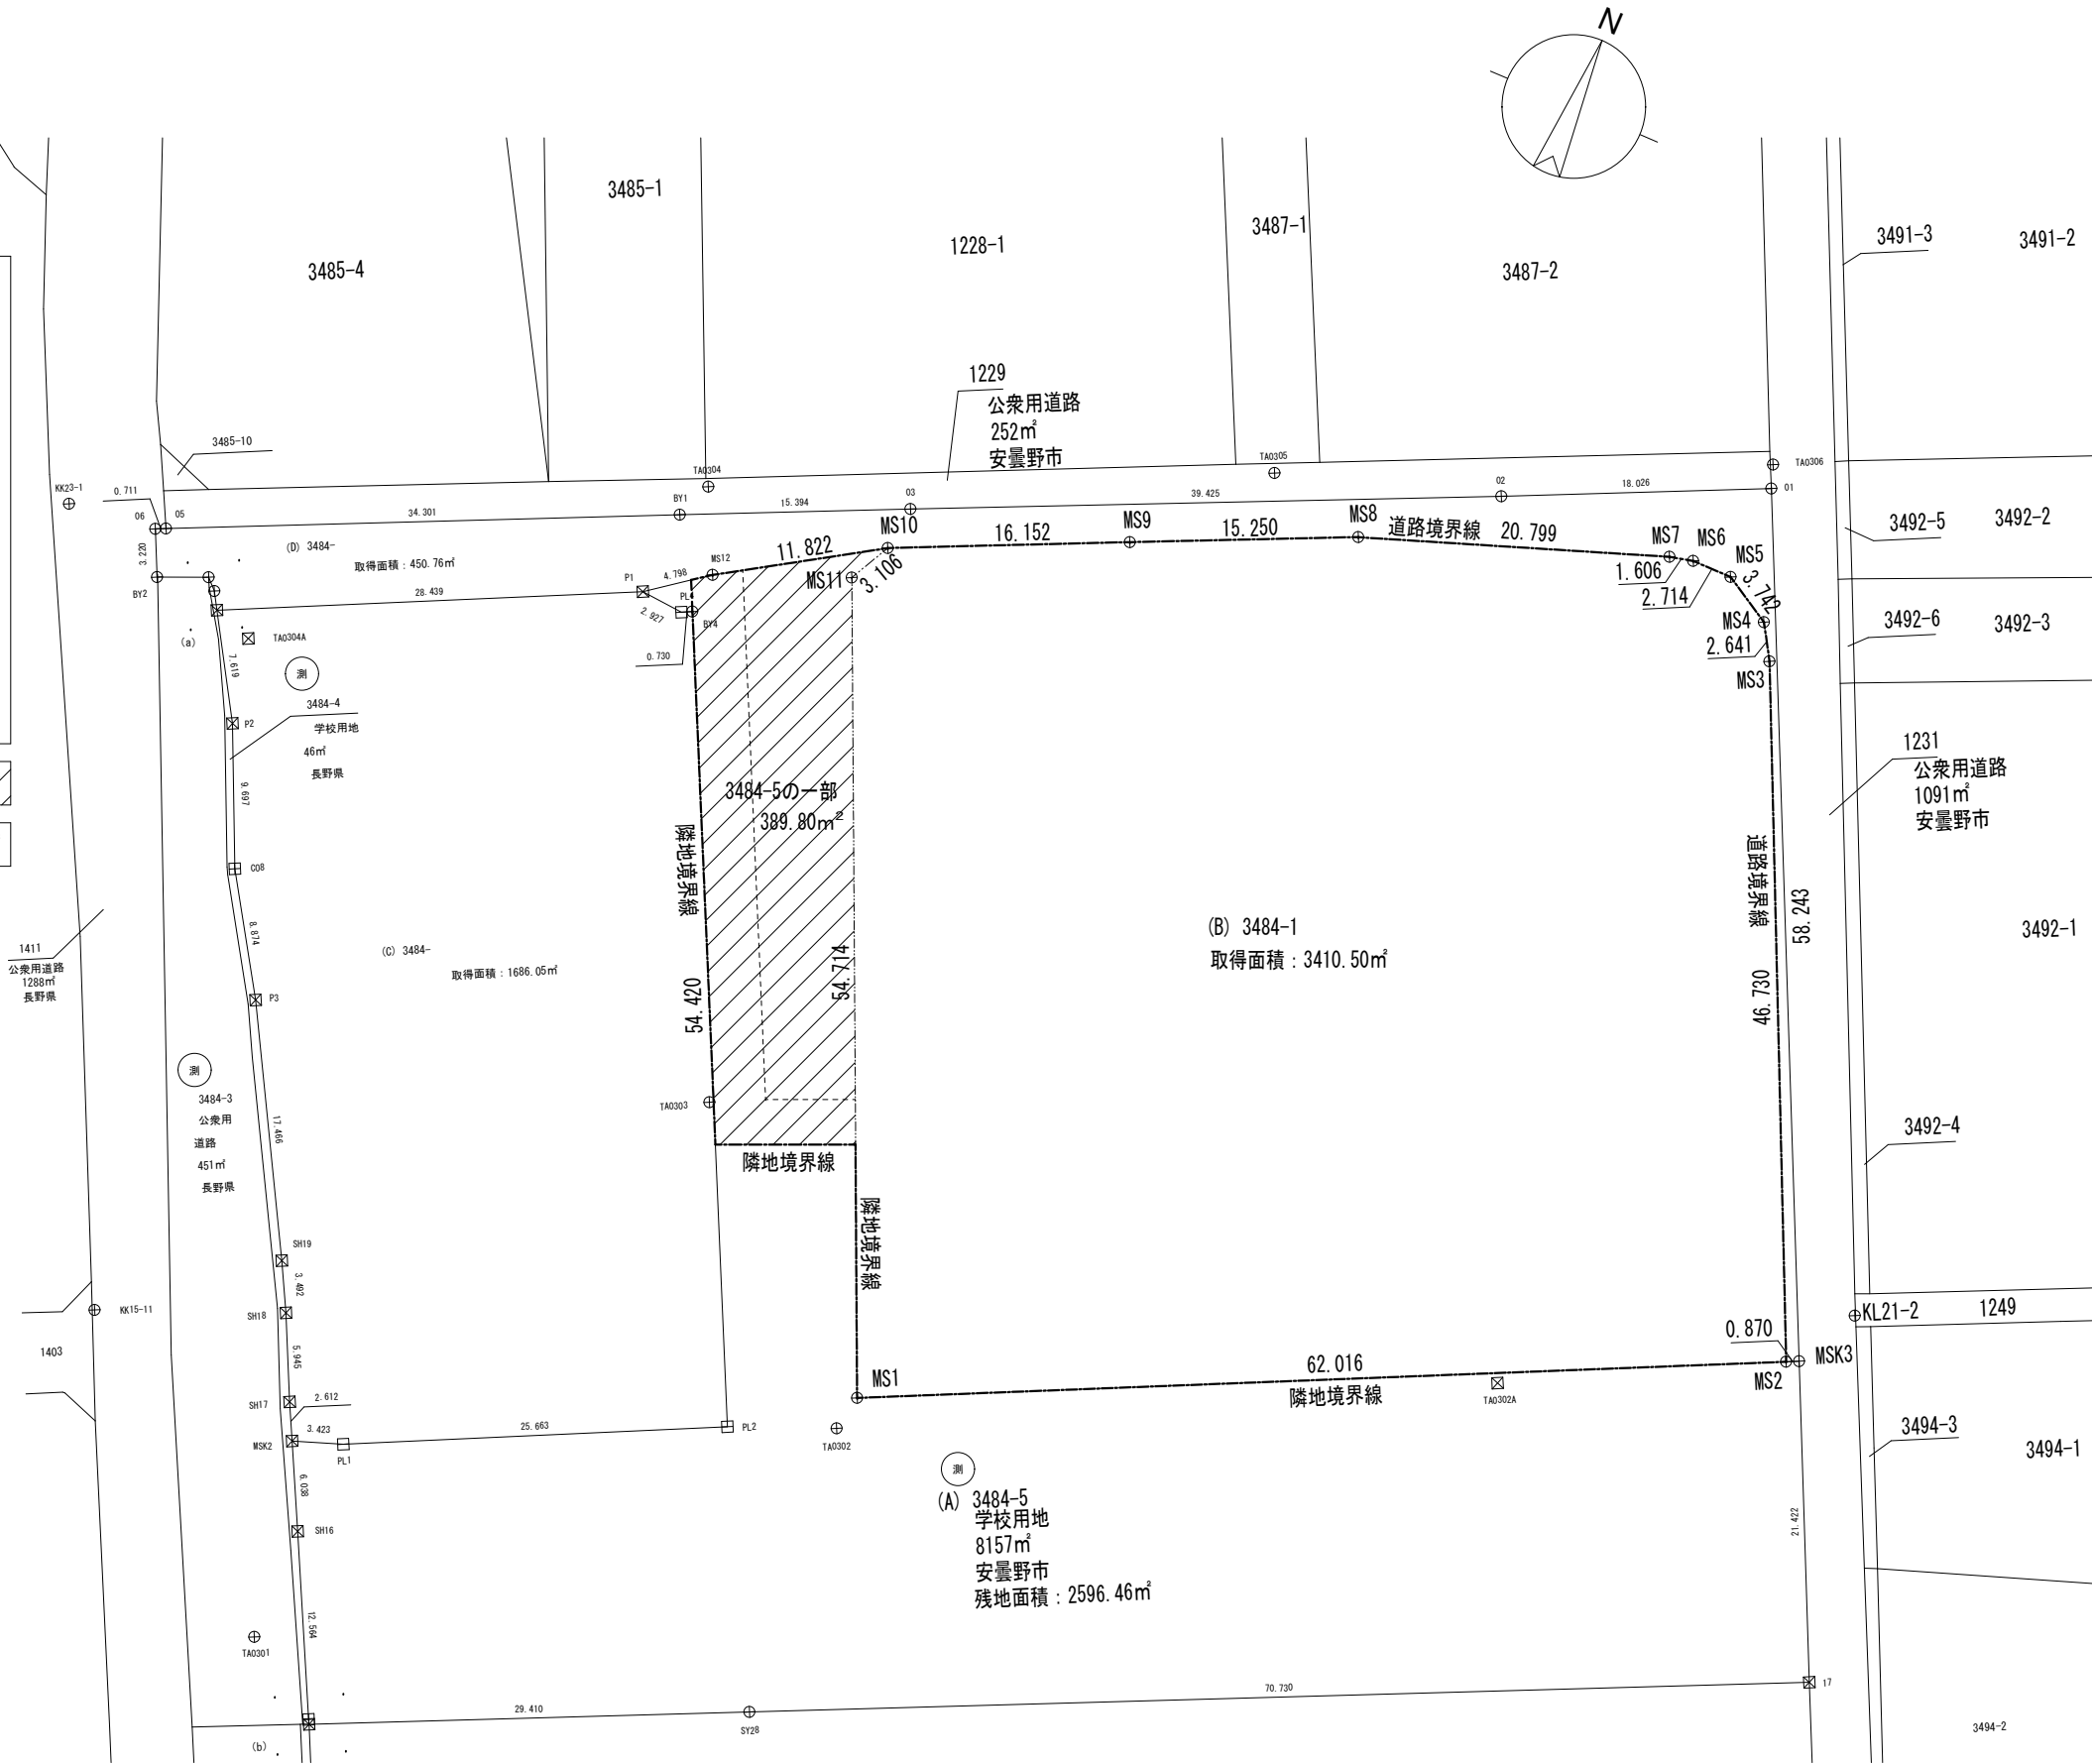 N
3485-1
3485-4
1228-1
3487-1
3487-2
3491-3
3491-2
1229
公衆用道路
252㎡
安曇野市
3485-10
KK23-1
0.711
06
05
34.301
BY1
TA0304
15.394
03
39.425
TA0305
02
18.026
TA0306
01
3492-5
3492-2
3.220
(D) 3484-
取得面積：450.76㎡
MS12
11.822
MS10
16.152
MS9
15.250
MS8
道路境界線
20.799
MS7
MS6
MS5
BY2
P1
4.798
MS11
3.106
1.606
2.714
3.742
28.439
2.927
BY4
MS4
2.641
MS3
3492-6
3492-3
(a)
TA0304A
0.730
7.619
測
3484-4
学校用地
46㎡
長野県
P2
9.697
3484-5の一部
389.80m²
隣地境界線
54.420
54.714
1231
公衆用道路
1091㎡
安曇野市
道路境界線
46.730
58.243
C08
8.874
(C) 3484-
取得面積：1686.05㎡
(B) 3484-1
取得面積：3410.50㎡
3492-1
1411
公衆用道路
1288㎡
長野県
P3
測
3484-3
公衆用
道路
451㎡
長野県
17.466
TA0303
隣地境界線
隣地境界線
3492-4
SH19
3.492
SH18
KK15-11
5.945
1403
KL21-2
1249
0.870
MSK3
MS2
MS1
62.016
隣地境界線
TA0302A
SH17
2.612
3.423
MSK2
PL1
25.663
PL2
TA0302
3494-3
3494-1
6.038
SH16
測
(A) 3484-5
学校用地
8157㎡
安曇野市
残地面積：2596.46㎡
21.422
12.564
TA0301
29.410
SY28
70.730
17
3494-2
(b)